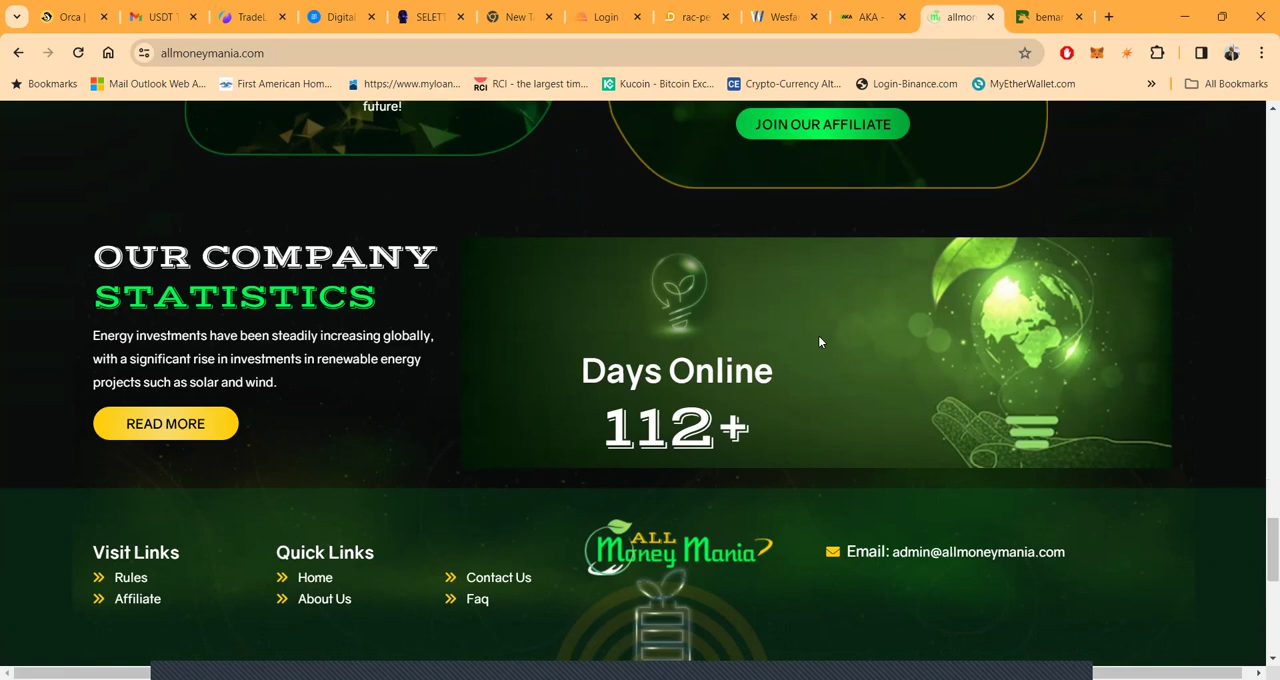 Orca |
USDT
TradeL
Digital
SELETT
New T
Login
rac-pe
Wesfa
AKA -
allmon
bemar
allmoneymania.com
Bookmarks
Mail Outlook Web A...
First American Hom...
https://www.myloan...
RCI - the largest tim...
Kucoin - Bitcoin Exc...
Crypto-Currency Alt...
Login-Binance.com
MyEtherWallet.com
All Bookmarks
future!
JOIN OUR AFFILIATE
OUR COMPANY
STATISTICS
Energy investments have been steadily increasing globally,
with a significant rise in investments in renewable energy
projects such as solar and wind.
READ MORE
Days Online
112+
Visit Links
Rules
Affiliate
Quick Links
Home
About Us
Contact Us
Faq
ALL
Money Mania
Email: admin@allmoneymania.com